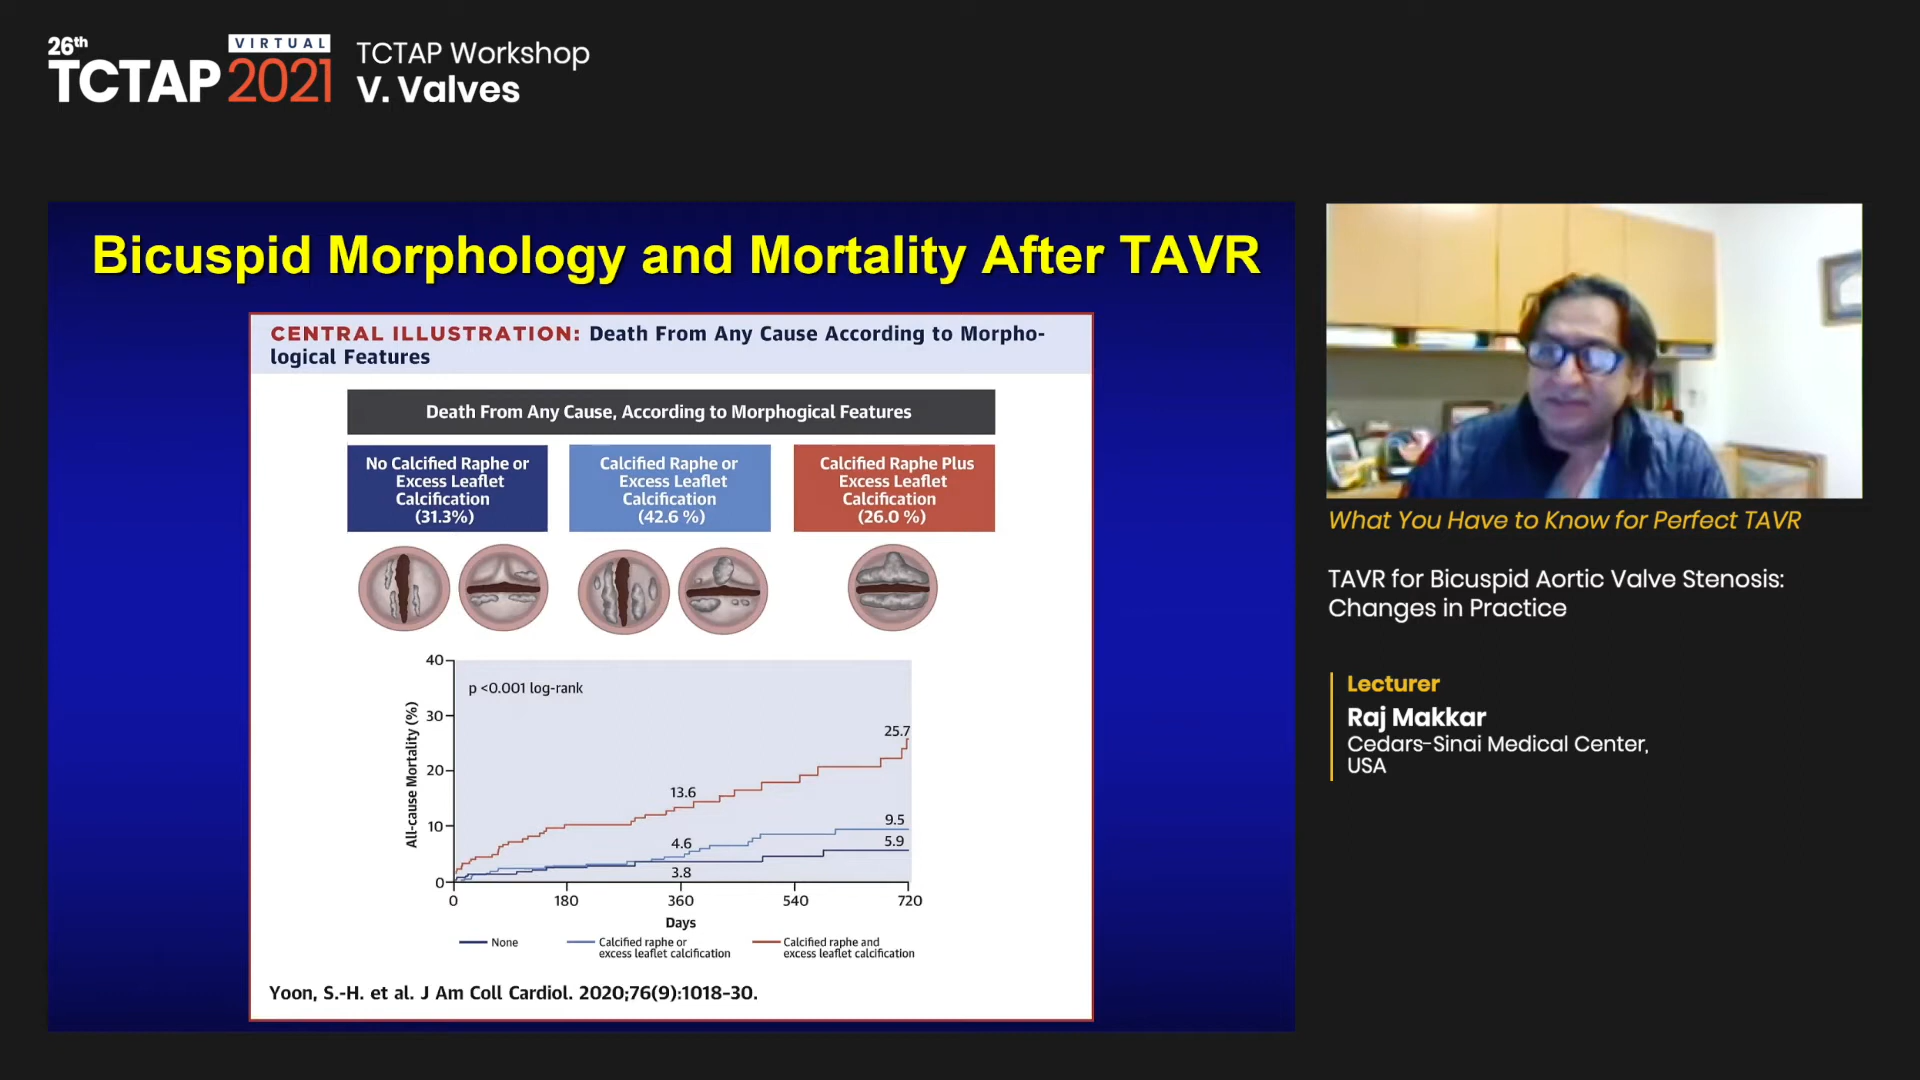 26th
VIRTUAL
TCTAP 2021
TCTAP Workshop
V. Valves
Bicuspid Morphology and Mortality After TAVR
CENTRAL ILLUSTRATION: Death From Any Cause According to Morpho-
logical Features
Death From Any Cause, According to Morphogical Features
No Calcified Raphe or
Excess Leaflet
Calcification
(31.3%)
Calcified Raphe or
Excess Leaflet
Calcification
(42.6 %)
Calcified Raphe Plus
Excess Leaflet
Calcification
(26.0 %)
All-cause Mortality (%)
40
30
20
10
0
p <0.001 log-rank
25.7
13.6
9.5
4.6
5.9
3.8
0
180
360
540
720
Days
None
Calcified raphe or
excess leaflet calcification
Calcified raphe and
excess leaflet calcification
Yoon, S.-H. et al. J Am Coll Cardiol. 2020;76(9):1018-30.
What You Have to Know for Perfect TAVR
TAVR for Bicuspid Aortic Valve Stenosis:
Changes in Practice
Lecturer
Raj Makkar
Cedars-Sinai Medical Center,
USA